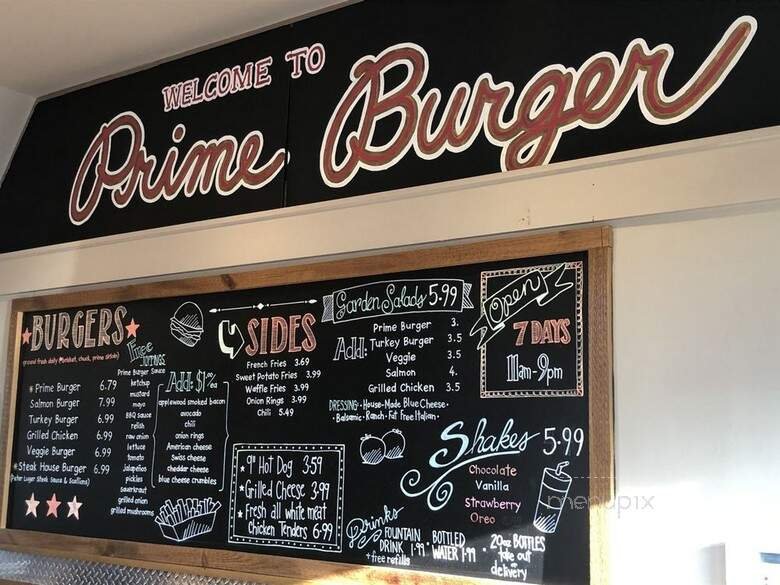 WELCOME TO
Prime Burger
BURGERS
ground fresh daily (brisket, chuck, prime sirloin)
Prime Burger 6.79
Salmon Burger 7.99
Turkey Burger 6.99
Grilled Chicken 6.99
Veggie Burger 6.99
Steak House Burger 6.99
(Peter Luger Steak Sauce & Scallions)
Free
TOPPINGS
Prime Burger Sauce
ketchup
mustard
mayo
BBQ sauce
relish
raw onion
lettuce
tomato
Jalapeños
pickles
sauerkraut
grilled onion
grilled mushrooms
Add: $1 ea
applewood smoked bacon
avocado
chili
onion rings
American cheese
Swiss cheese
cheddar cheese
blue cheese crumbles
SIDES
French Fries 3.69
Sweet Potato Fries 3.99
Waffle Fries 3.99
Onion Rings 3.99
Chili 5.49
9" Hot Dog 3.59
Grilled Cheese 3.99
Fresh all white meat
Chicken Tenders 6.99
Garden Salads 5.99
Add:
Prime Burger 3.
Turkey Burger 3.5
Veggie 3.5
Salmon 4.
Grilled Chicken 3.5
DRESSING • House-Made Blue Cheese •
• Balsamic • Ranch • Fat Free Italian •
Open
7 DAYS
11am-9pm
Shakes 5.99
Chocolate
Vanilla
Strawberry
Oreo
Drinks
FOUNTAIN DRINK 1.99
+free refills
BOTTLED WATER 1.99
20oz BOTTLES
take out
delivery
menupix